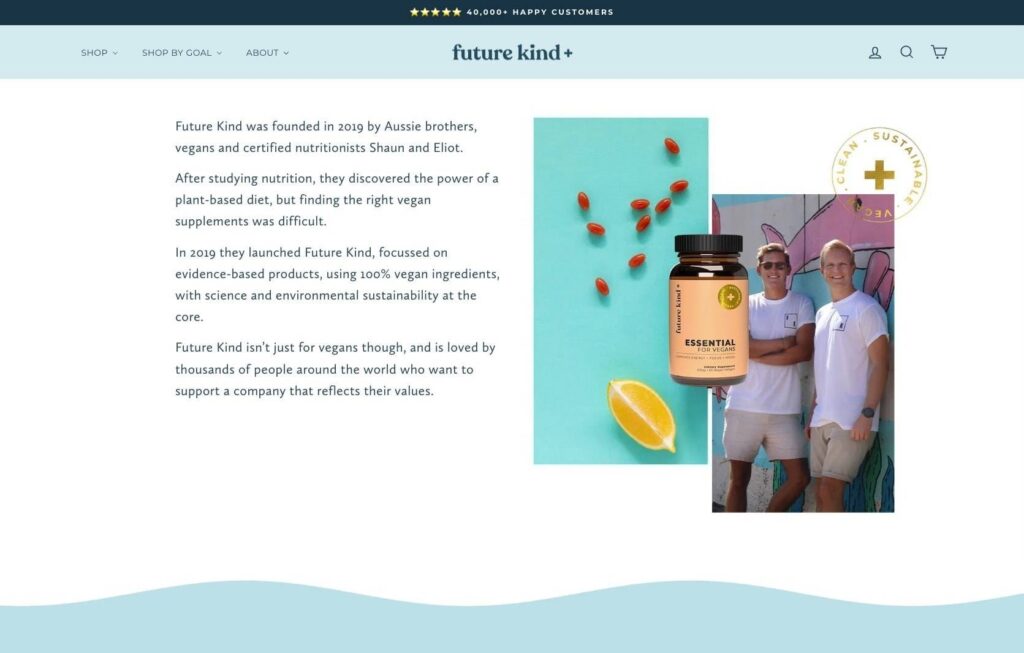 ⭐⭐⭐⭐⭐ 40,000+ HAPPY CUSTOMERS
SHOP
SHOP BY GOAL
ABOUT
future kind+
Future Kind was founded in 2019 by Aussie brothers,
vegans and certified nutritionists Shaun and Eliot.
After studying nutrition, they discovered the power of a
plant-based diet, but finding the right vegan
supplements was difficult.
In 2019 they launched Future Kind, focussed on
evidence-based products, using 100% vegan ingredients,
with science and environmental sustainability at the
core.
Future Kind isn’t just for vegans though, and is loved by
thousands of people around the world who want to
support a company that reflects their values.
CLEAN · SUSTAINABLE ·
future kind +
ESSENTIAL
FOR VEGANS